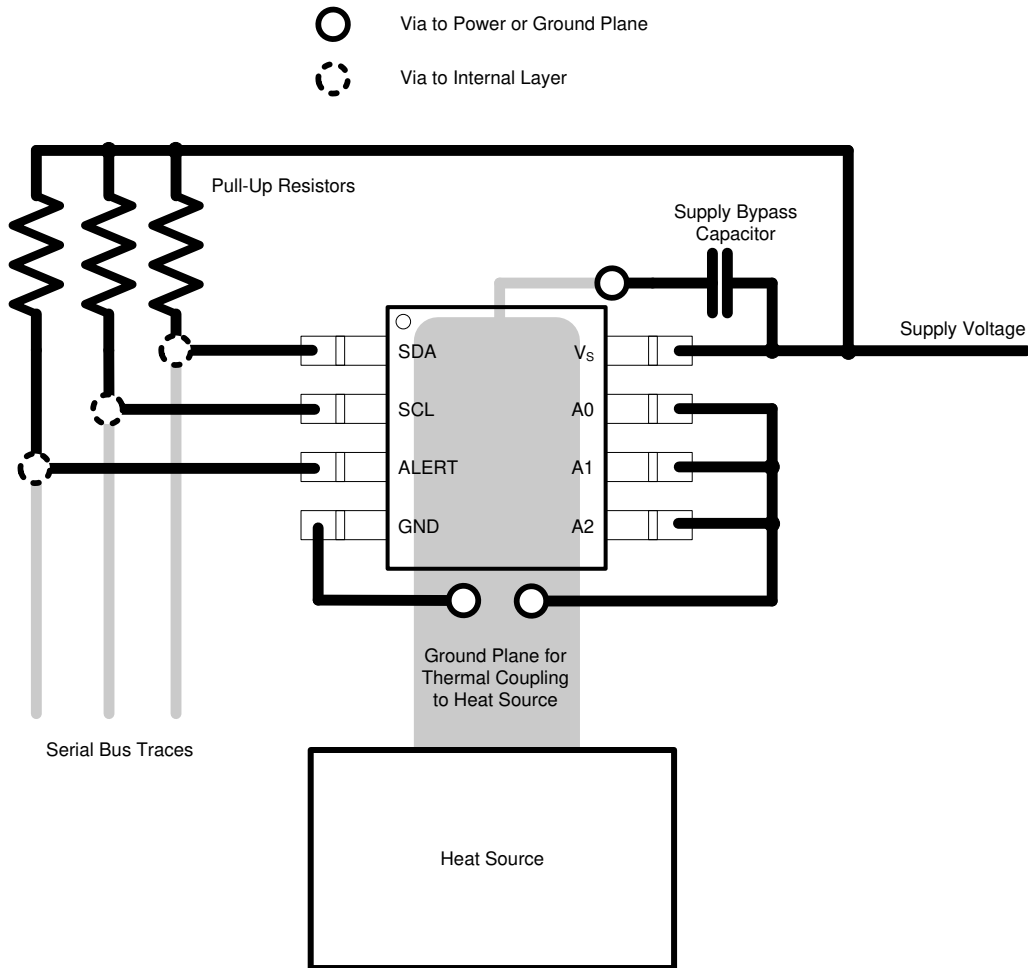 Via to Power or Ground Plane
Via to Internal Layer
Pull-Up Resistors
Supply Bypass
Capacitor
Supply Voltage
SDA
VS
SCL
A0
ALERT
A1
GND
A2
Ground Plane for
Thermal Coupling
to Heat Source
Serial Bus Traces
Heat Source